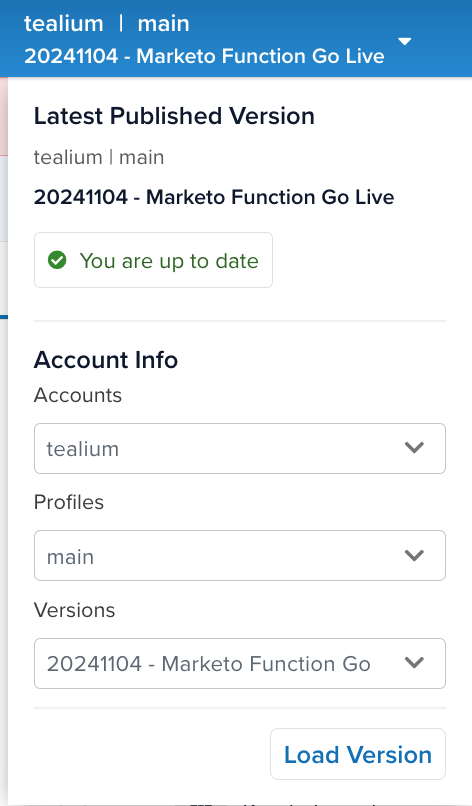 tealium | main
20241104 - Marketo Function Go Live
Latest Published Version
tealium | main
20241104 - Marketo Function Go Live
You are up to date
Account Info
Accounts
tealium
Profiles
main
Versions
20241104 - Marketo Function Go
Load Version